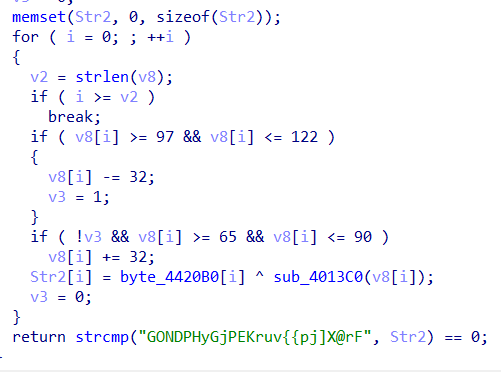 memset(Str2, 0, sizeof(Str2));
for ( i = 0; ; ++i )
{
v2 = strlen(v8);
if ( i >= v2 )
break;
if ( v8[i] >= 97 && v8[i] <= 122 )
{
v8[i] -= 32;
v3 = 1;
}
if ( !v3 && v8[i] >= 65 && v8[i] <= 90 )
v8[i] += 32;
Str2[i] = byte_4420B0[i] ^ sub_4013C0(v8[i]);
v3 = 0;
}
return strcmp("GONDPHyGjPEKruv{{pj]X@rF", Str2) == 0;